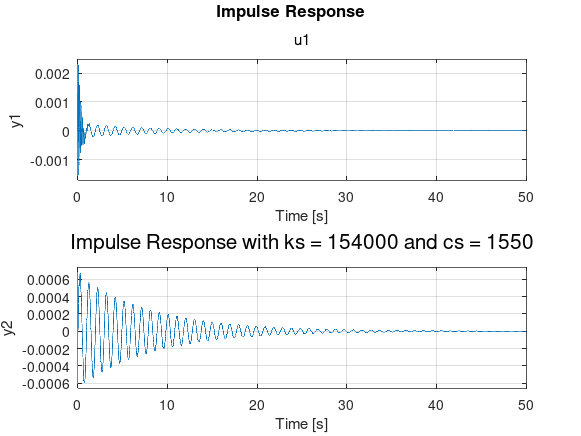 Impulse Response
u1
0.002
0.001
0
-0.001
y1
0 10 20 30 40 50
Time [s]
Impulse Response with ks = 154000 and cs = 1550
0.0006
0.0004
0.0002
0
-0.0002
-0.0004
-0.0006
y2
0 10 20 30 40 50
Time [s]